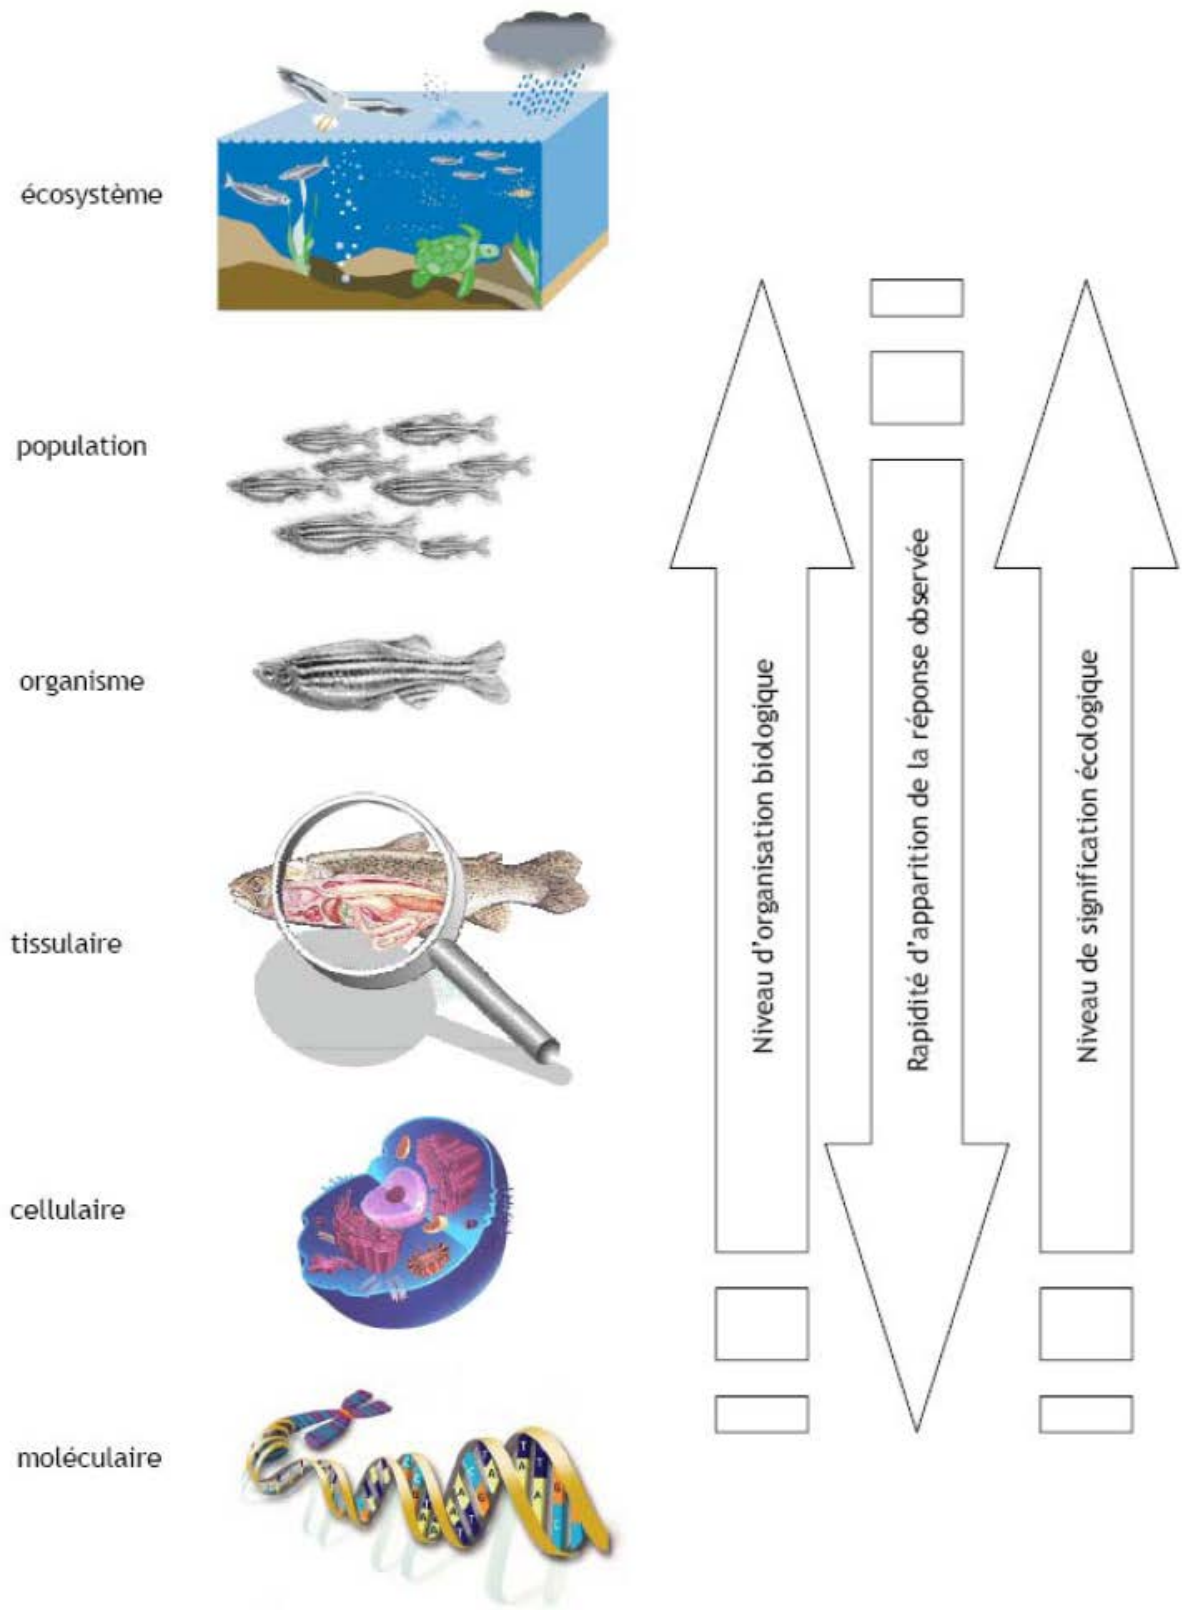 écosystème
population
organisme
tissulaire
cellulaire
moléculaire
Niveau d'organisation biologique
Rapidité d'apparition de la réponse observée
Niveau de signification écologique